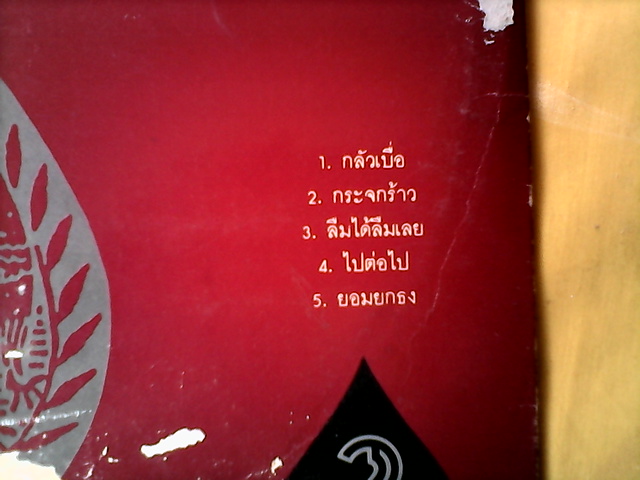 1. กลัวเบื่อ
2. กระจกร้าว
3. ลืมได้ลืมเลย
4. ไปต่อไป
5. ยอมยกธง